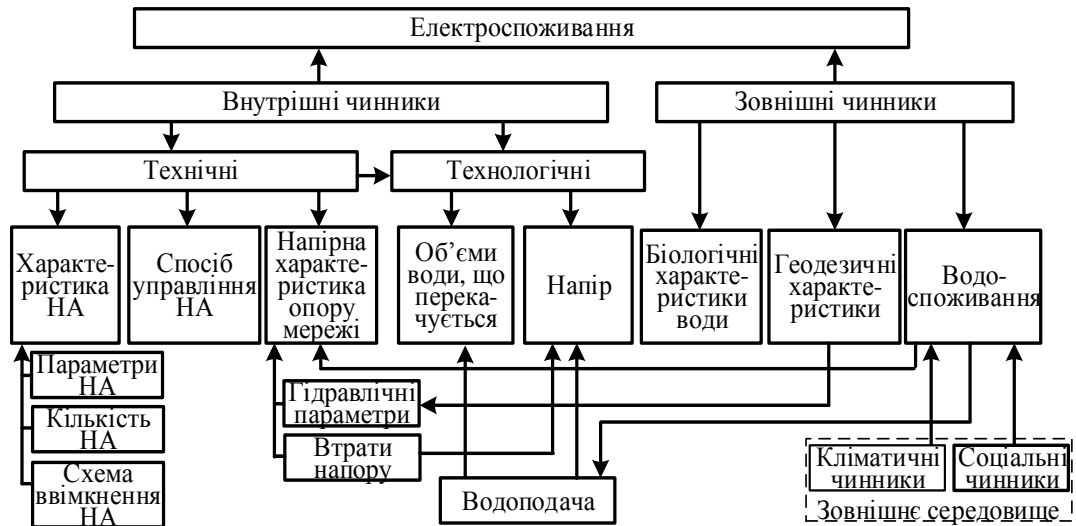 Електроспоживання
Внутрішні чинники
Зовнішні чинники
Технічні
Технологічні
Характе-
ристика
НА
Спосіб
управління
НА
Напірна
характе-
ристика
опору
мережі
Об’єми
води, що
перека-
чується
Напір
Біологічні
характе-
ристики
води
Геодезичні
характе-
ристики
Водо-
споживання
Параметри
НА
Кількість
НА
Схема
ввімкнення
НА
Гідравлічні
параметри
Втрати
напору
Водоподача
Кліматичні
чинники
Соціальні
чинники
Зовнішнє середовище